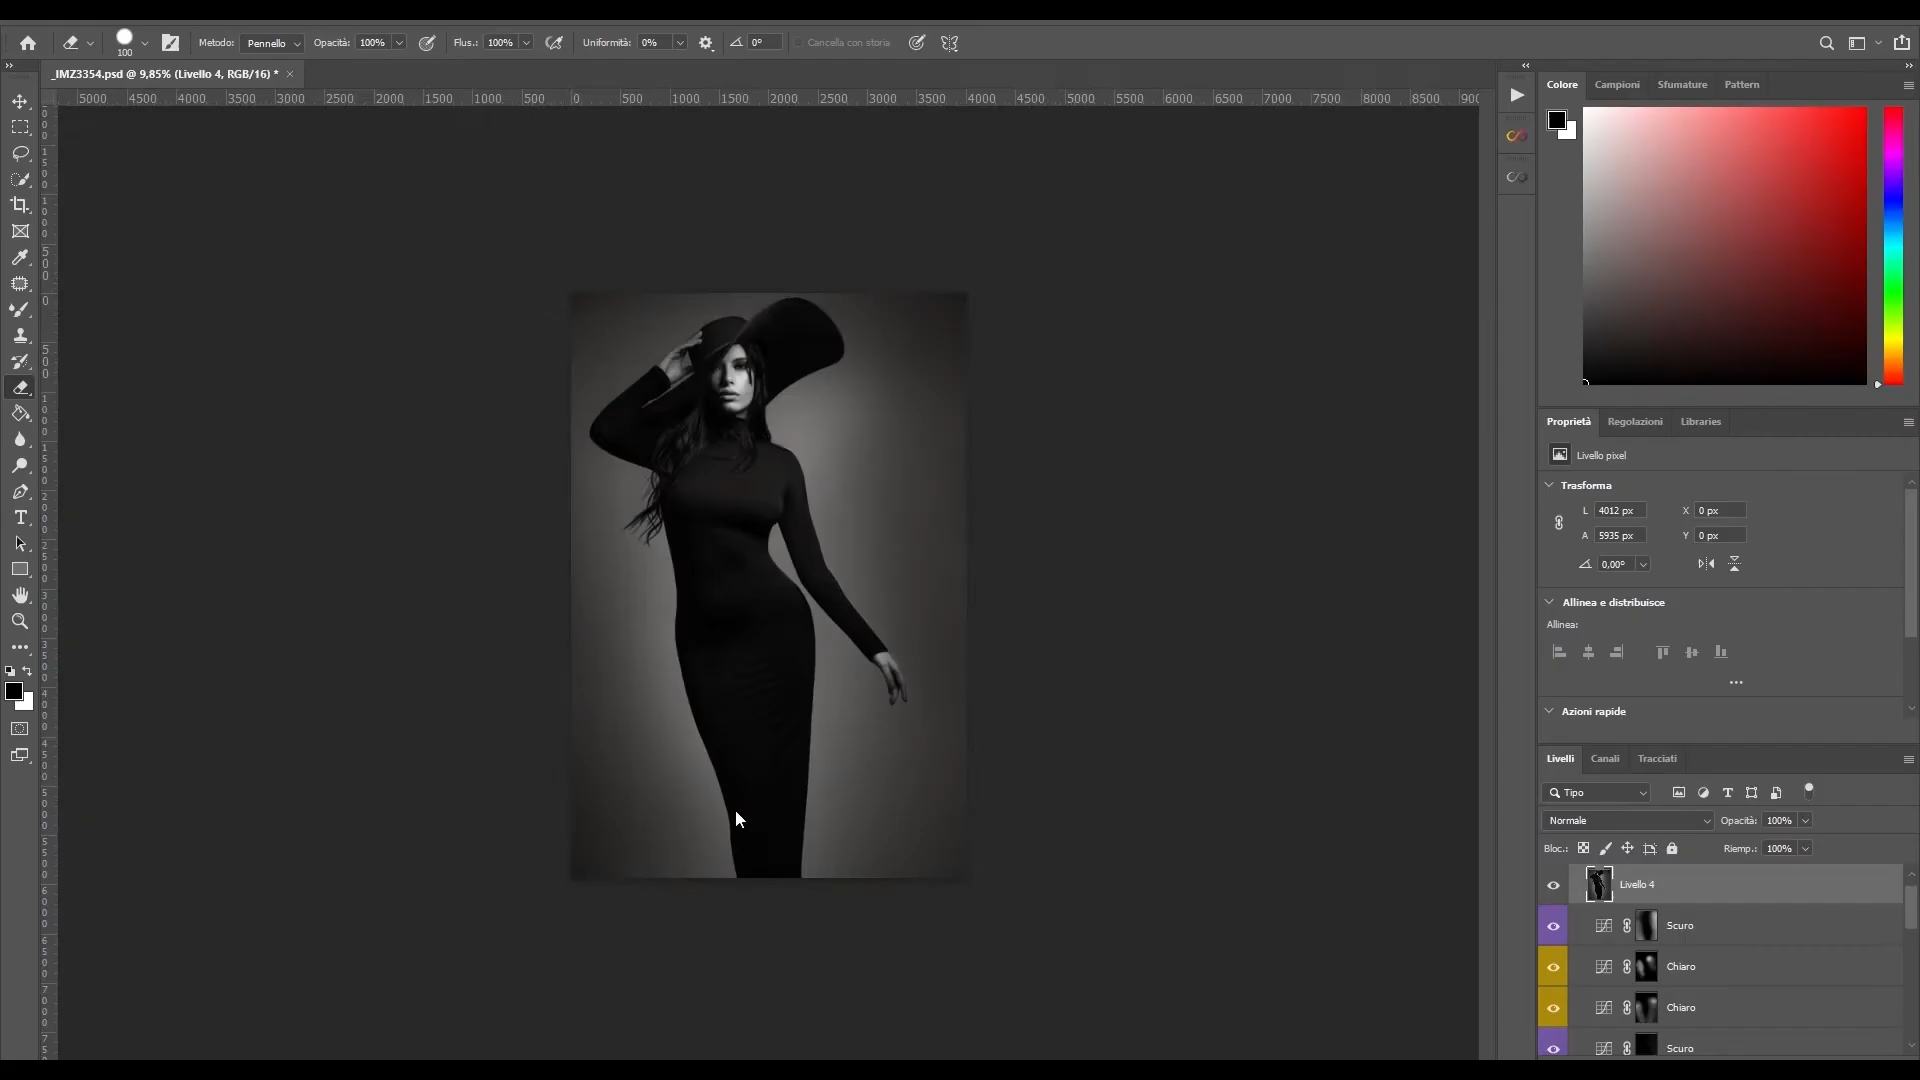 100
Metodo:
Pennello
Opacità:
100%
Flus.:
100%
Uniformità:
0%
0°
Cancella con storia
_IMZ3354.psd @ 9,85% (Livello 4, RGB/16) *
5000 4500 4000 3500 3000 2500 2000 1500 1000 500 0 500 1000 1500 2000 2500 3000 3500 4000 4500 5000 5500 6000 6500 7000 7500 8000 8500 900
Colore
Campioni
Sfumature
Pattern
Proprietà
Regolazioni
Libraries
Livello pixel
Trasforma
L 4012 px
X 0 px
A 5935 px
Y 0 px
0,00°
Allinea e distribuisce
Allinea:
Azioni rapide
Livelli
Canali
Tracciati
Tipo
Normale
Opacità:
100%
Bloc.:
Riemp.:
100%
Livello 4
Scuro
Chiaro
Chiaro
Scuro